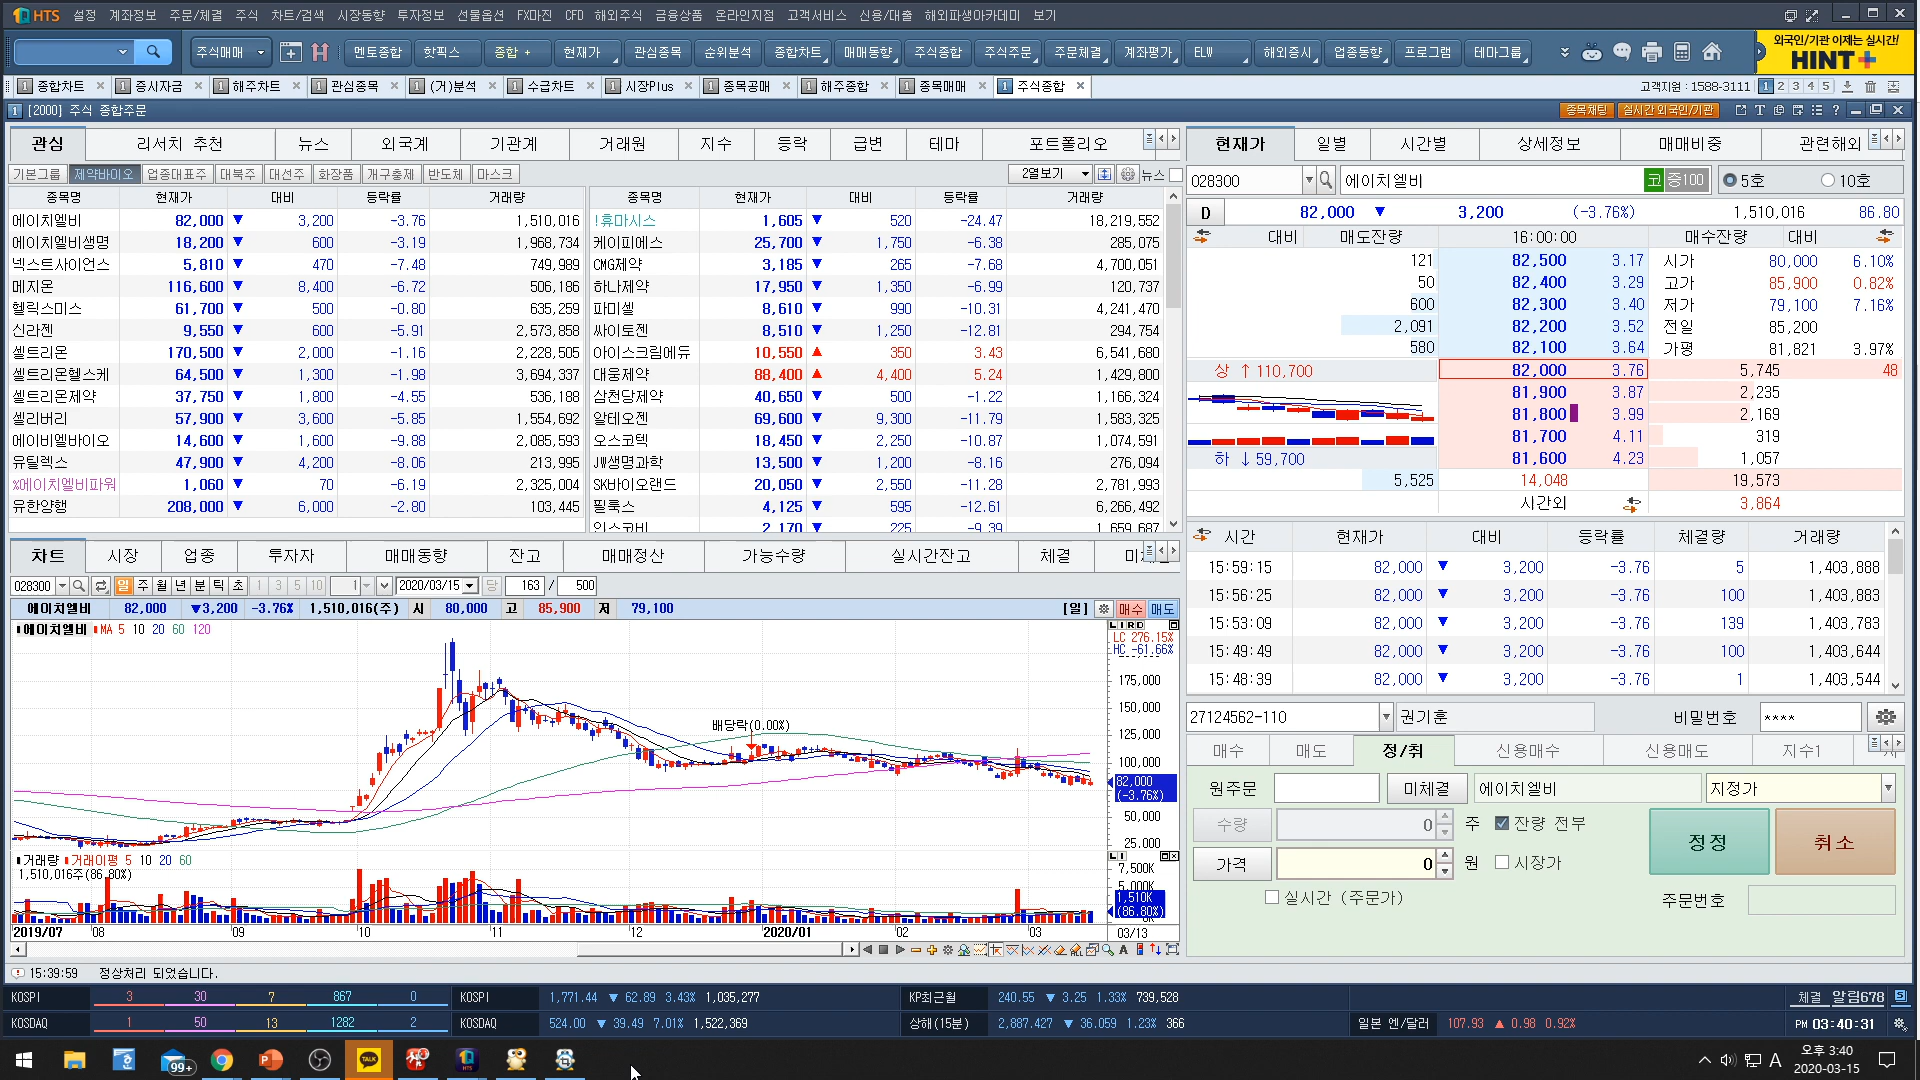 HTS 설정 계좌정보 주문/체결 주식 차트/검색 시장동향 투자정보 선물옵션 FX마진 CFD 해외주식 금융상품 온라인지점 고객서비스 신용/대출 해외파생아카데미 보기
주식매매 멘토종합 핫픽스 종합 + 현재가 관심종목 순위분석 종합차트 매매동향 주식종합 주식주문 주문체결 계좌평가 ELW 해외증시 업종동향 프로그램 테마그룹
외국인/기관 이제는 실시간!
HINT+
1 종합차트 1 증시자금 1 해주차트 1 관심종목 1 (거)분석 1 수급차트 1 시장Plus 1 종목공매 1 해주종합 1 종목매매 1 주식종합 고객지원 : 1588-3111 1 2 3 4 5
1 [2000] 주식 종합주문 종목채팅 실시간 외국인/기관
관심 리서치 추천 뉴스 외국계 기관계 거래원 지수 등락 급변 테마 포트폴리오
기본그룹 제약바이오 업종대표주 대북주 대선주 화장품 개구충제 반도체 마스크 2열보기 뉴스
종목명 현재가 대비 등락률 거래량 종목명 현재가 대비 등락률 거래량
에이치엘비 82,000 ▼ 3,200 -3.76 1,510,016 !휴마시스 1,605 ▼ 520 -24.47 18,219,552
에이치엘비생명 18,200 ▼ 600 -3.19 1,968,734 케이피에스 25,700 ▼ 1,750 -6.38 285,075
넥스트사이언스 5,810 ▼ 470 -7.48 749,989 CMG제약 3,185 ▼ 265 -7.68 4,700,051
메지온 116,600 ▼ 8,400 -6.72 506,186 하나제약 17,950 ▼ 1,350 -6.99 120,737
헬릭스미스 61,700 ▼ 500 -0.80 635,259 파미셀 8,610 ▼ 990 -10.31 4,241,470
신라젠 9,550 ▼ 600 -5.91 2,573,858 싸이토젠 8,510 ▼ 1,250 -12.81 294,754
셀트리온 170,500 ▼ 2,000 -1.16 2,228,505 아이스크림에듀 10,550 ▲ 350 3.43 6,541,680
셀트리온헬스케 64,500 ▼ 1,300 -1.98 3,694,337 대웅제약 88,400 ▲ 4,400 5.24 1,429,800
셀트리온제약 37,750 ▼ 1,800 -4.55 536,188 삼천당제약 40,650 ▼ 500 -1.22 1,166,324
셀리버리 57,900 ▼ 3,600 -5.85 1,554,692 알테오젠 69,600 ▼ 9,300 -11.79 1,583,325
에이비엘바이오 14,600 ▼ 1,600 -9.88 2,085,593 오스코텍 18,450 ▼ 2,250 -10.87 1,074,591
유틸렉스 47,900 ▼ 4,200 -8.06 213,995 JW생명과학 13,500 ▼ 1,200 -8.16 276,094
%에이치엘비파워 1,060 ▼ 70 -6.19 2,325,004 SK바이오랜드 20,050 ▼ 2,550 -11.28 2,781,993
유한양행 208,000 ▼ 6,000 -2.80 103,445 필룩스 4,125 ▼ 595 -12.61 6,266,492
인스코비 2,170 ▼ 225 -9.39 1,659,687
현재가 일별 시간별 상세정보 매매비중 관련해외
028300 에이치엘비 코 중100 5호 10호
D 82,000 ▼ 3,200 (-3.76%) 1,510,016 86.80
대비 매도잔량 16:00:00 매수잔량 대비
121 82,500 3.17 시가 80,000 6.10%
50 82,400 3.29 고가 85,900 0.82%
600 82,300 3.40 저가 79,100 7.16%
2,091 82,200 3.52 전일 85,200
580 82,100 3.64 가평 81,821 3.97%
상 ↑ 110,700 82,000 3.76 5,745 48
81,900 3.87 2,235
81,800 3.99 2,169
81,700 4.11 319
하 ↓ 59,700 81,600 4.23 1,057
5,525 14,048 19,573
시간외 3,864
시간 현재가 대비 등락률 체결량 거래량
15:59:15 82,000 ▼ 3,200 -3.76 5 1,403,888
15:56:25 82,000 ▼ 3,200 -3.76 100 1,403,883
15:53:09 82,000 ▼ 3,200 -3.76 139 1,403,783
15:49:49 82,000 ▼ 3,200 -3.76 100 1,403,644
15:48:39 82,000 ▼ 3,200 -3.76 1 1,403,544
차트 시장 업종 투자자 매매동향 잔고 매매정산 가능수량 실시간잔고 체결
028300 일 주 월 년 분 틱 초 1 3 5 10 1 2020/03/15 당 163 / 500
에이치엘비 82,000 ▼3,200 -3.76% 1,510,016(주) 시 80,000 고 85,900 저 79,100 [일] 매수 매도
에이치엘비 MA 5 10 20 60 120
L I R D
LC 276.15%
HC -61.66%
175,000
150,000
배당락(0.00%)
125,000
100,000
82,000
(-3.76%)
50,000
25,000
거래량 거래이평 5 10 20 60
1,510,016주(86.80%)
L I
7,500K
5,000K
1,510K
(86.80%)
0K
2019/07 08 09 10 11 12 2020/01 02 03 03/13
27124562-110 권기훈 비밀번호 ****
매수 매도 정/취 신용매수 신용매도 지수1
원주문 미체결 에이치엘비 지정가
수량 0 주 잔량 전부 정정 취소
가격 0 원 시장가
실시간 (주문가) 주문번호
15:39:59 정상처리 되었습니다.
KOSPI 3 30 7 867 0 KOSPI 1,771.44 ▼ 62.89 3.43% 1,035,277 KP최근월 240.55 ▼ 3.25 1.33% 739,528 체결 알림678
KOSDAQ 1 50 13 1282 2 KOSDAQ 524.00 ▼ 39.49 7.01% 1,522,369 상해(15분) 2,887.427 ▼ 36.059 1.23% 366 일본 엔/달러 107.93 ▲ 0.98 0.92% PM 03:40:31
99+ TALK HTS A 오후 3:40
2020-03-15